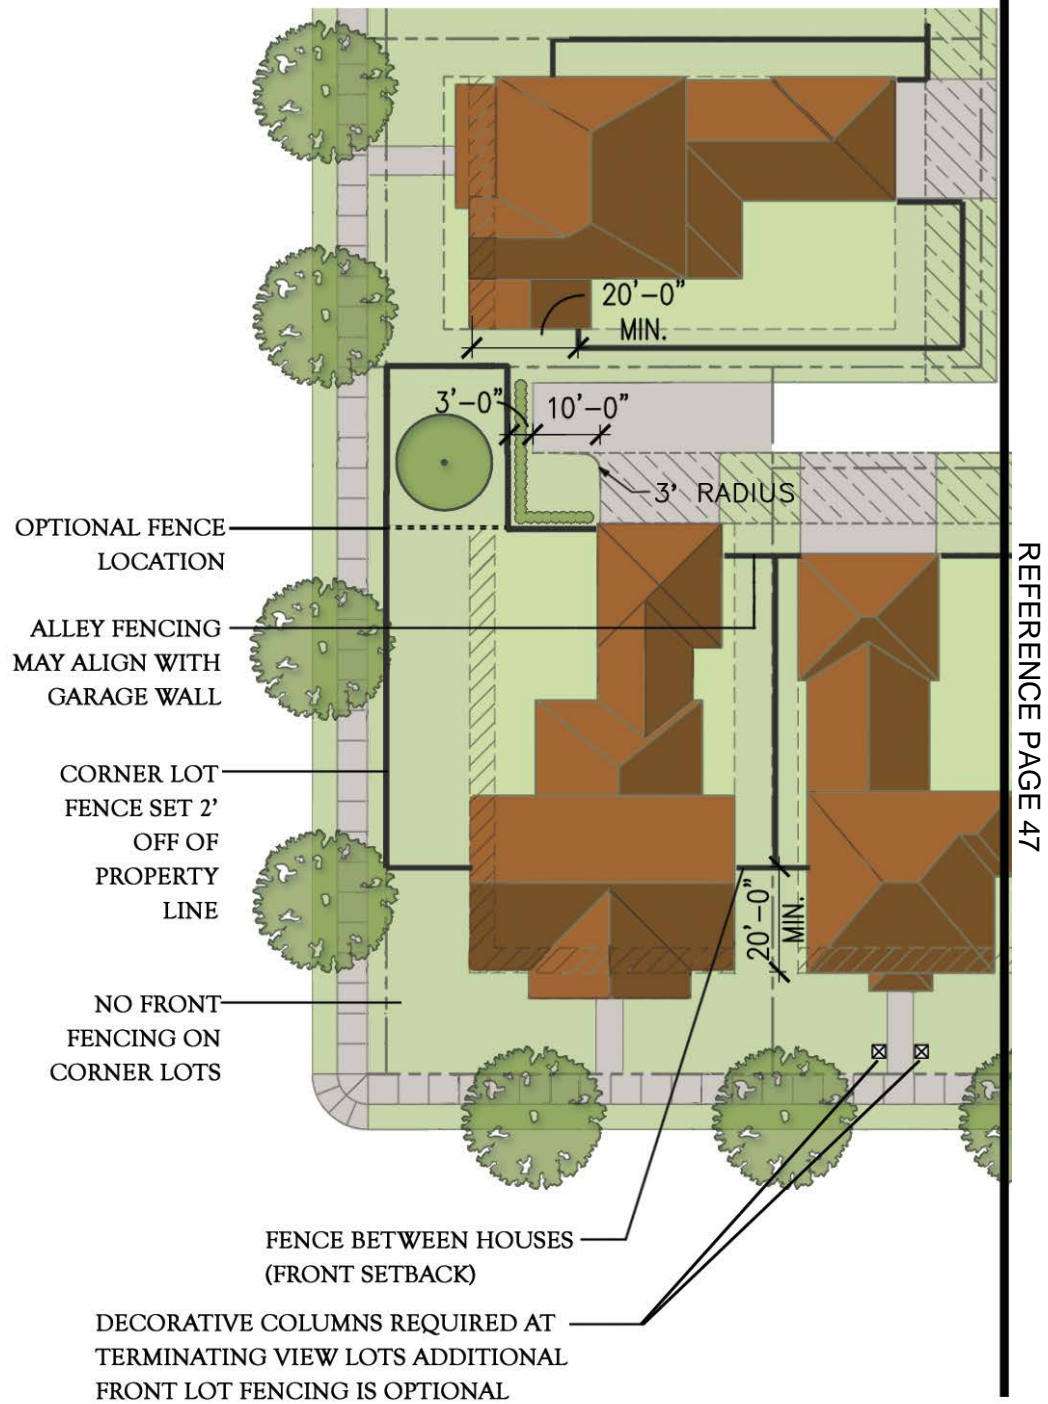 20'-0"
MIN.
3'-0"
10'-0"
3' RADIUS
OPTIONAL FENCE
LOCATION
ALLEY FENCING
MAY ALIGN WITH
GARAGE WALL
CORNER LOT
FENCE SET 2'
OFF OF
PROPERTY
LINE
20'-0"
MIN.
NO FRONT
FENCING ON
CORNER LOTS
FENCE BETWEEN HOUSES
(FRONT SETBACK)
DECORATIVE COLUMNS REQUIRED AT
TERMINATING VIEW LOTS ADDITIONAL
FRONT LOT FENCING IS OPTIONAL
REFERENCE PAGE 47